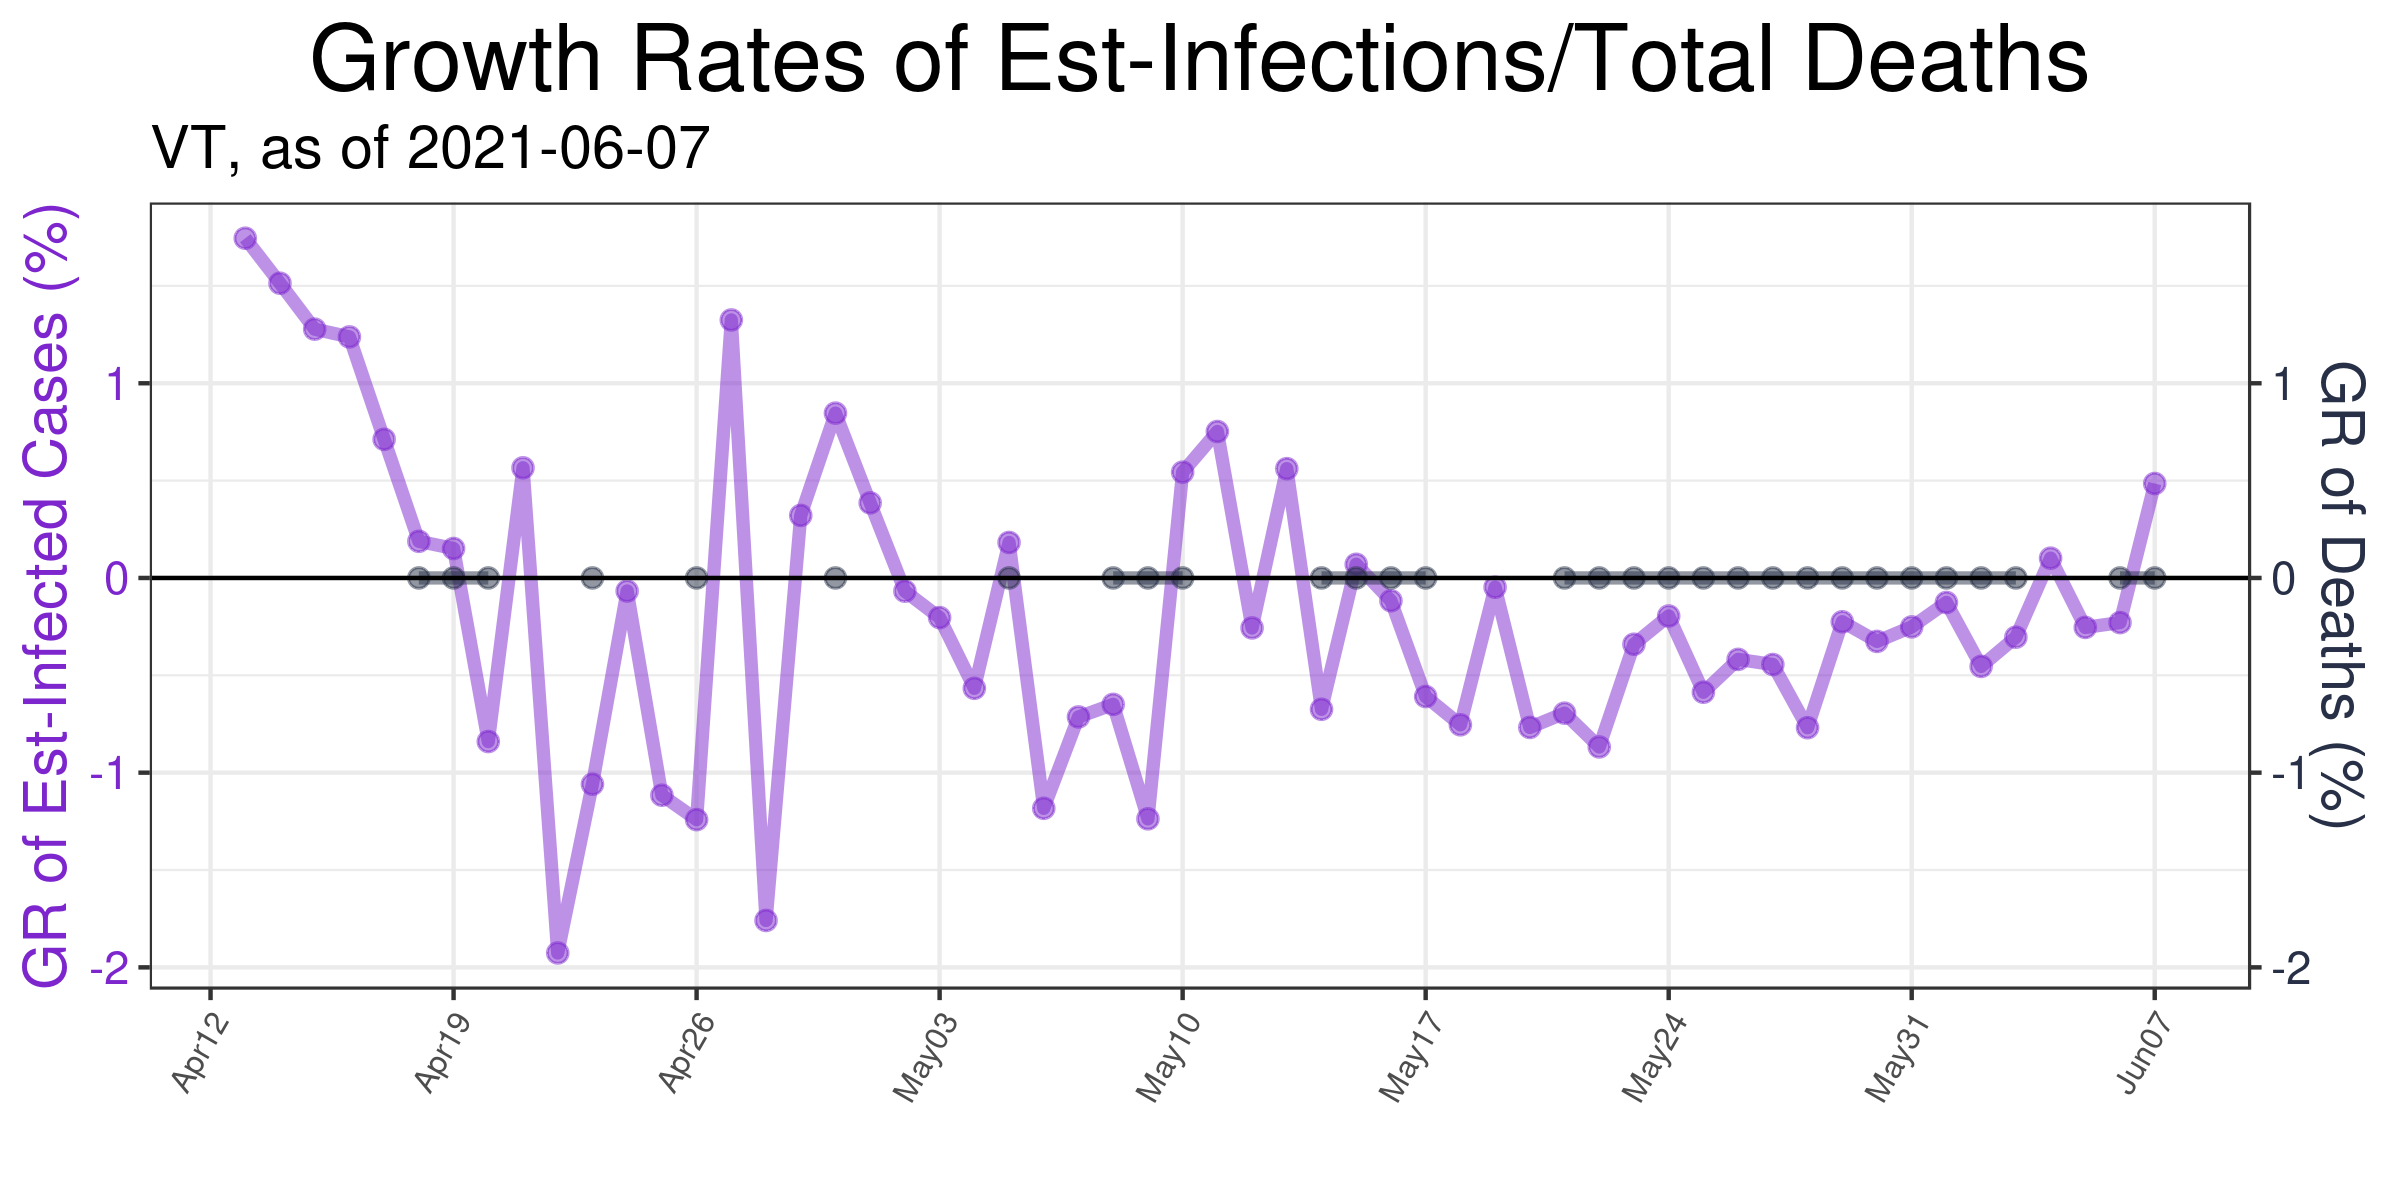 Growth Rates of Est-Infections/Total Deaths
VT, as of 2021-06-07
GR of Est-Infected Cases (%)
1
0
-1
-2
1
0
-1
-2
GR of Deaths (%)
Apr12
Apr19
Apr26
May03
May10
May17
May24
May31
Jun07